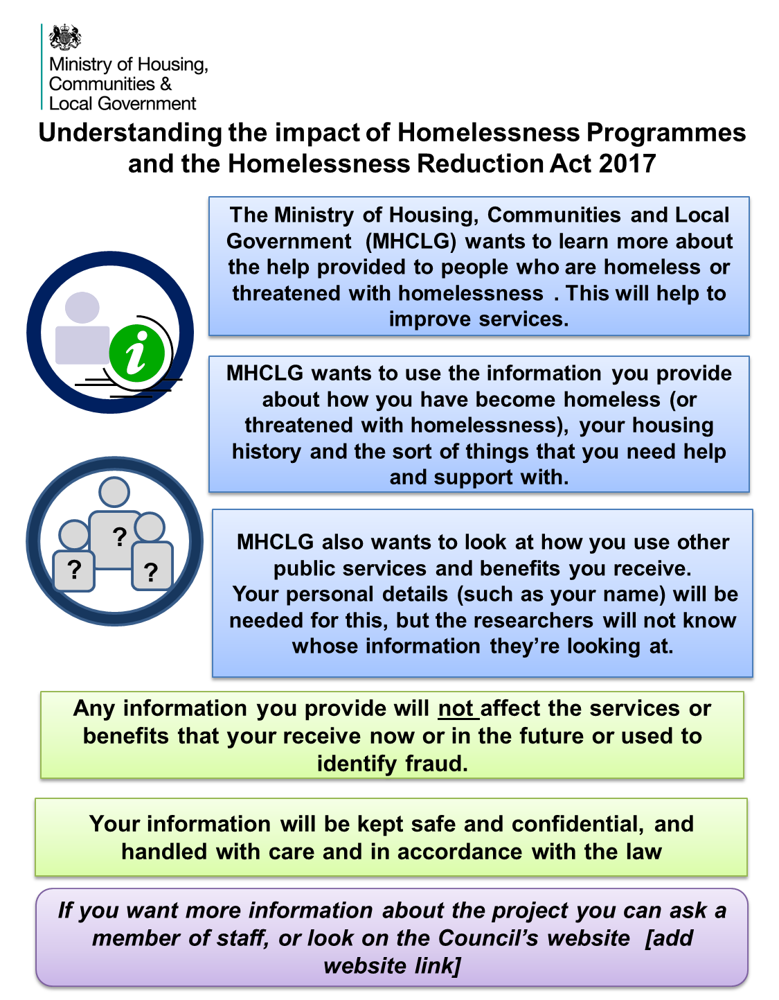 Ministry of Housing,
Communities &
Local Government
Understanding the impact of Homelessness Programmes
and the Homelessness Reduction Act 2017
The Ministry of Housing, Communities and Local
Government (MHCLG) wants to learn more about
the help provided to people who are homeless or
threatened with homelessness . This will help to
improve services.
i
MHCLG wants to use the information you provide
about how you have become homeless (or
threatened with homelessness), your housing
history and the sort of things that you need help
and support with.
?
?
?
MHCLG also wants to look at how you use other
public services and benefits you receive.
Your personal details (such as your name) will be
needed for this, but the researchers will not know
whose information they’re looking at.
Any information you provide will not affect the services or
benefits that your receive now or in the future or used to
identify fraud.
Your information will be kept safe and confidential, and
handled with care and in accordance with the law
If you want more information about the project you can ask a
member of staff, or look on the Council’s website [add
website link]